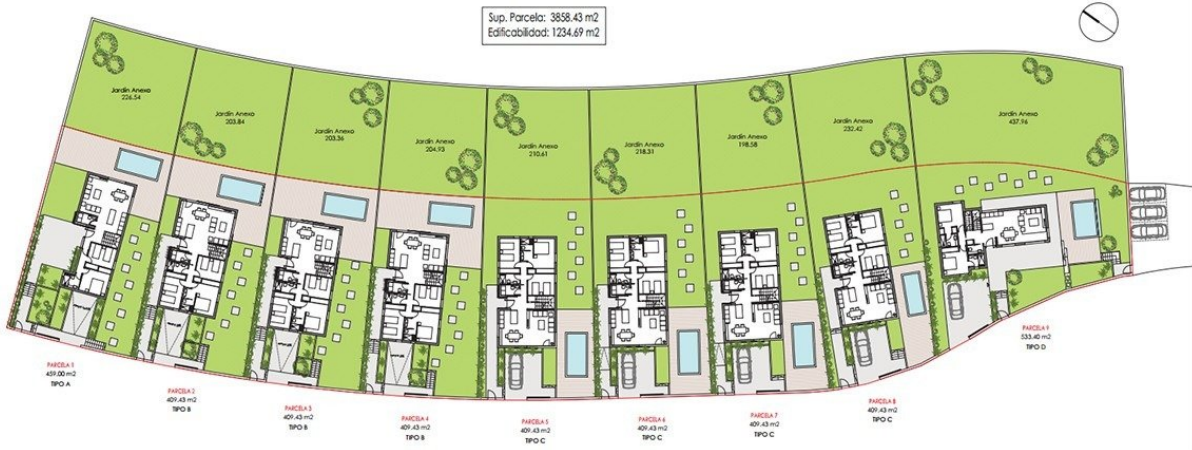 Sup. Parcela: 3858.43 m2
Edificabilidad: 1234.69 m2
Jardín Anexo
226.54
Jardín Anexo
203.84
Jardín Anexo
203.36
Jardín Anexo
204.93
Jardín Anexo
210.61
Jardín Anexo
218.31
Jardín Anexo
198.58
Jardín Anexo
232.42
Jardín Anexo
437.96
PARCELA 1
459.00 m2
TIPO A
PARCELA 2
409.43 m2
TIPO B
PARCELA 3
409.43 m2
TIPO B
PARCELA 4
409.43 m2
TIPO B
PARCELA 5
409.43 m2
TIPO C
PARCELA 6
409.43 m2
TIPO C
PARCELA 7
409.43 m2
TIPO C
PARCELA 8
409.43 m2
TIPO C
PARCELA 9
533.40 m2
TIPO D